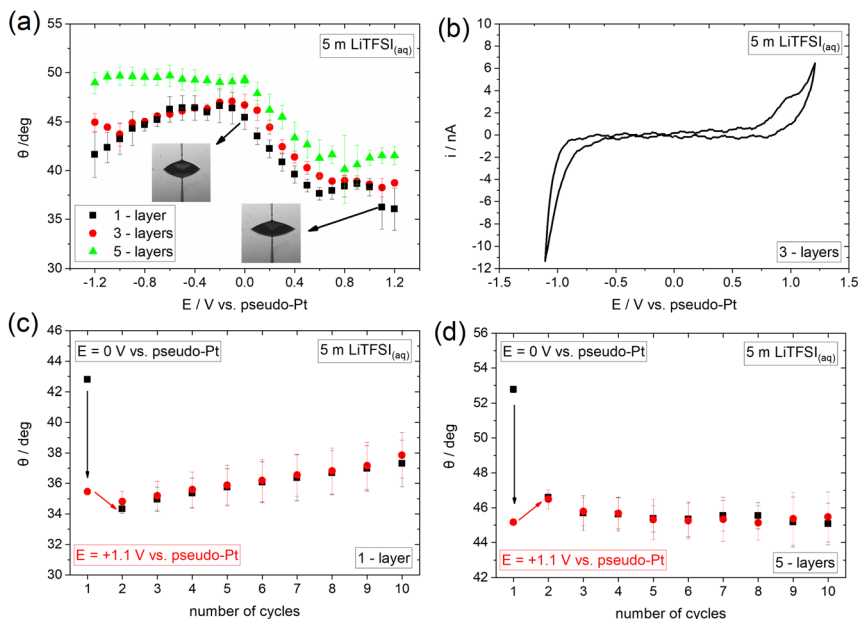 (a)
5 m LiTFSI(aq)
θ /deg
55
50
45
40
35
30
1 - layer
3 - layers
5 - layers
-1.2 -0.8 -0.4 0.0 0.4 0.8 1.2
E / V vs. pseudo-Pt
(b)
5 m LiTFSI(aq)
i / nA
10
8
6
4
2
0
-2
-4
-6
-8
-10
-12
3 - layers
-1.5 -1.0 -0.5 0.0 0.5 1.0 1.5
E / V vs. pseudo-Pt
(c)
E = 0 V vs. pseudo-Pt
5 m LiTFSI(aq)
θ / deg
46
44
42
40
38
36
34
32
30
E = +1.1 V vs. pseudo-Pt
1 - layer
1 2 3 4 5 6 7 8 9 10
number of cycles
(d)
E = 0 V vs. pseudo-Pt
5 m LiTFSI(aq)
θ / deg
56
54
52
50
48
46
44
42
E = +1.1 V vs. pseudo-Pt
5 - layers
1 2 3 4 5 6 7 8 9 10
number of cycles